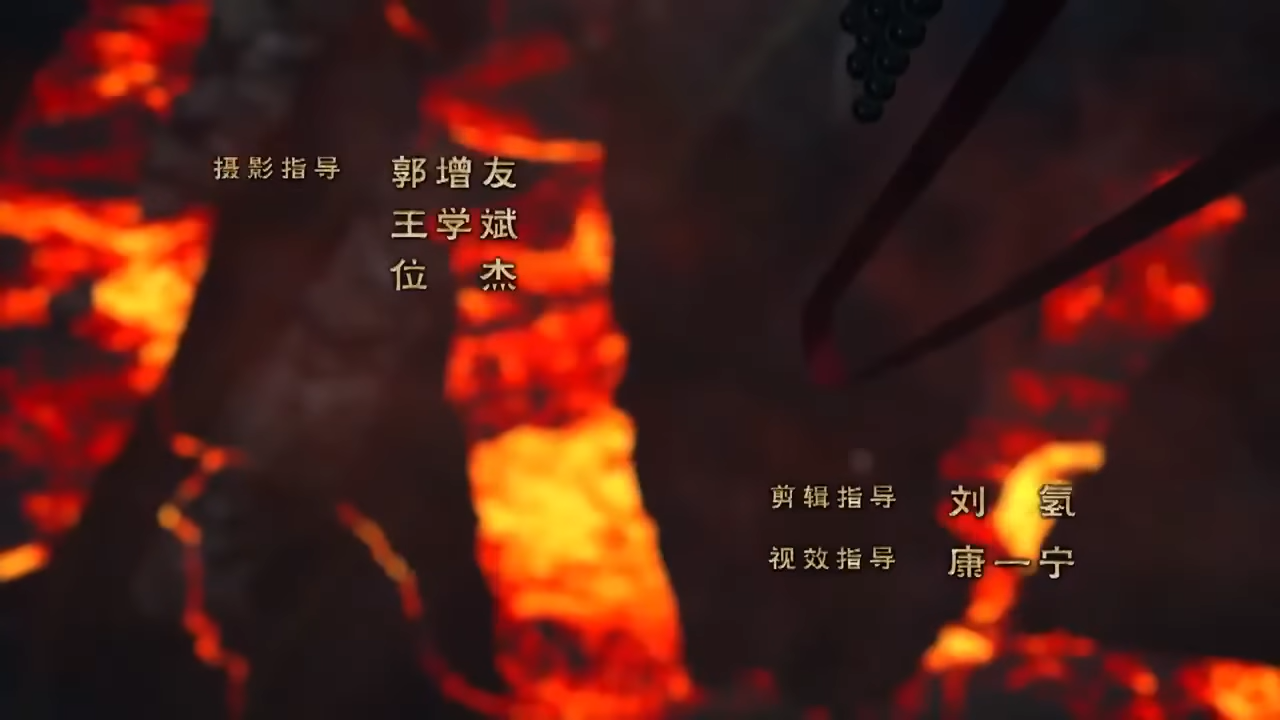 摄影指导 郭增友
王学斌
位 杰
剪辑指导 刘 氢
视效指导 康一宁